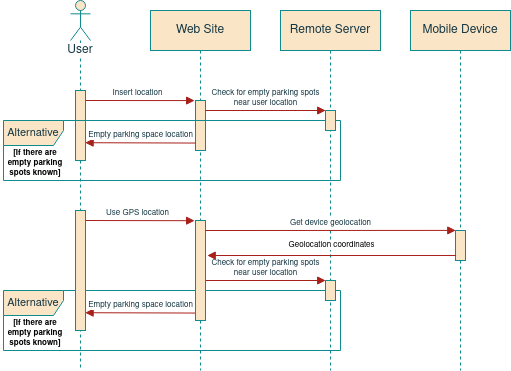 User
Web Site
Remote Server
Mobile Device
Insert location
Check for empty parking spots
near user location
Alternative
Empty parking space location
[If there are
empty parking
spots known]
Use GPS location
Get device geolocation
Geolocation coordinates
Check for empty parking spots
near user location
Alternative
Empty parking space location
[If there are
empty parking
spots known]